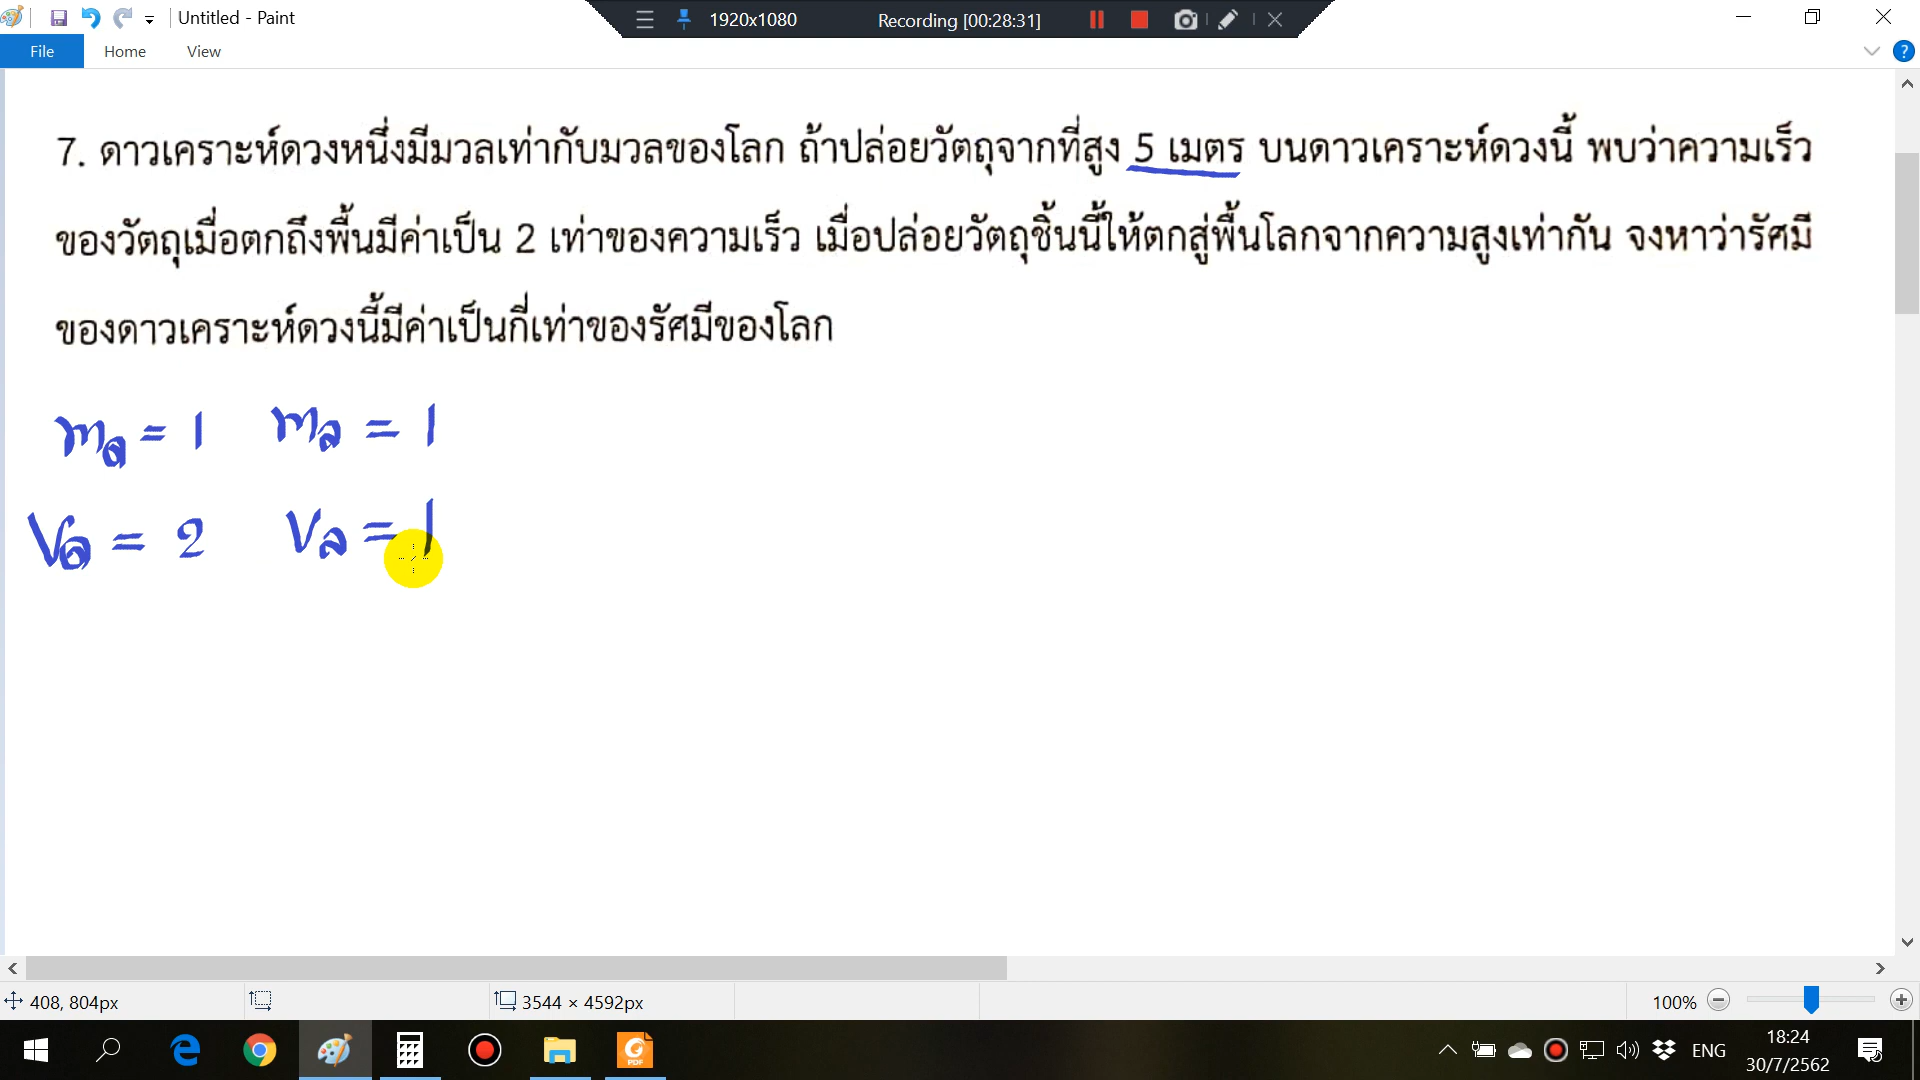 Untitled - Paint
1920x1080
Recording [00:28:31]
File
Home
View
7. ดาวเคราะห์ดวงหนึ่งมีมวลเท่ากับมวลของโลก ถ้าปล่อยวัตถุจากที่สูง 5 เมตร บนดาวเคราะห์ดวงนี้ พบว่าความเร็ว
ของวัตถุเมื่อตกถึงพื้นมีค่าเป็น 2 เท่าของความเร็ว เมื่อปล่อยวัตถุชิ้นนี้ให้ตกสู่พื้นโลกจากความสูงเท่ากัน จงหาว่ารัศมี
ของดาวเคราะห์ดวงนี้มีค่าเป็นกี่เท่าของรัศมีของโลก
m = 1 m = 1
V = 2 V = 1
408, 804px
3544 × 4592px
100%
PDF
ENG
18:24
30/7/2562